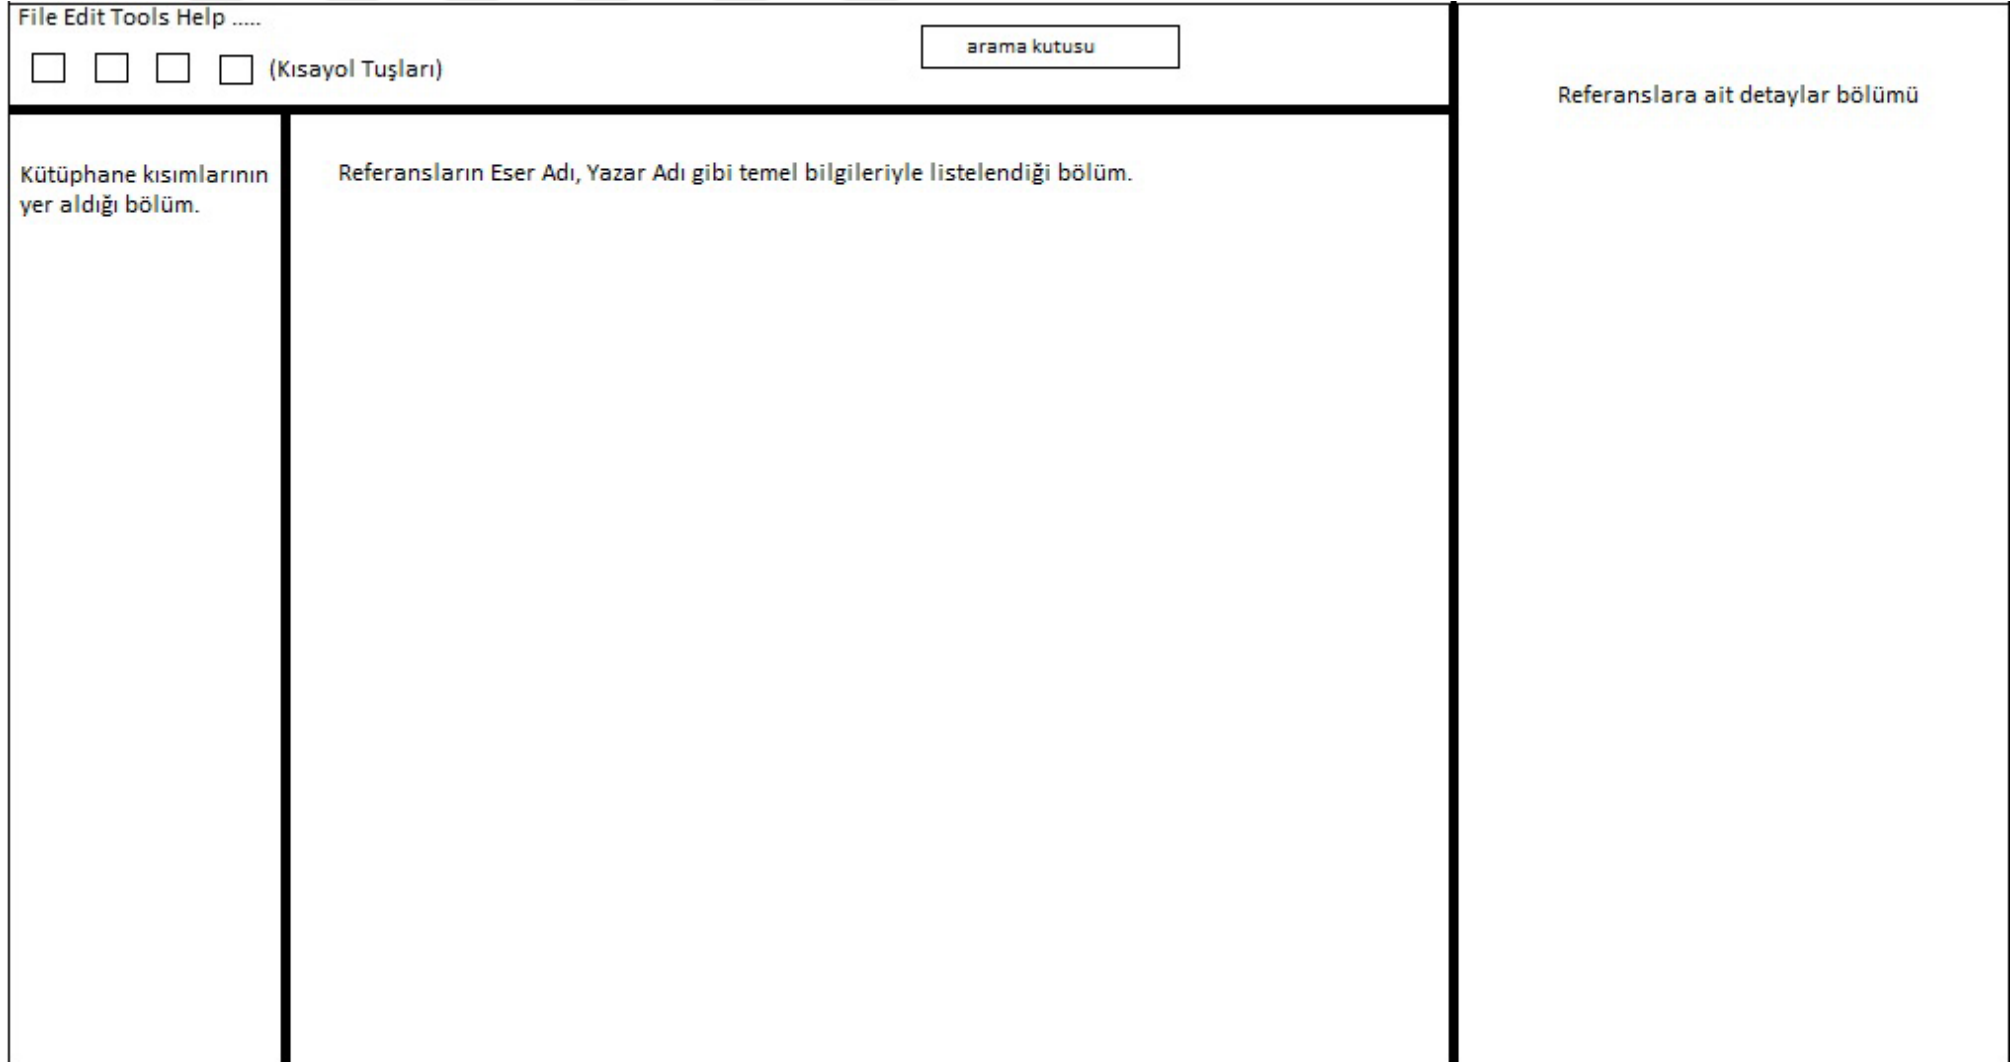 File Edit Tools Help .....
arama kutusu
(Kısayol Tuşları)
Referanslara ait detaylar bölümü
Kütüphane kısımlarının
yer aldığı bölüm.
Referansların Eser Adı, Yazar Adı gibi temel bilgileriyle listelendiği bölüm.